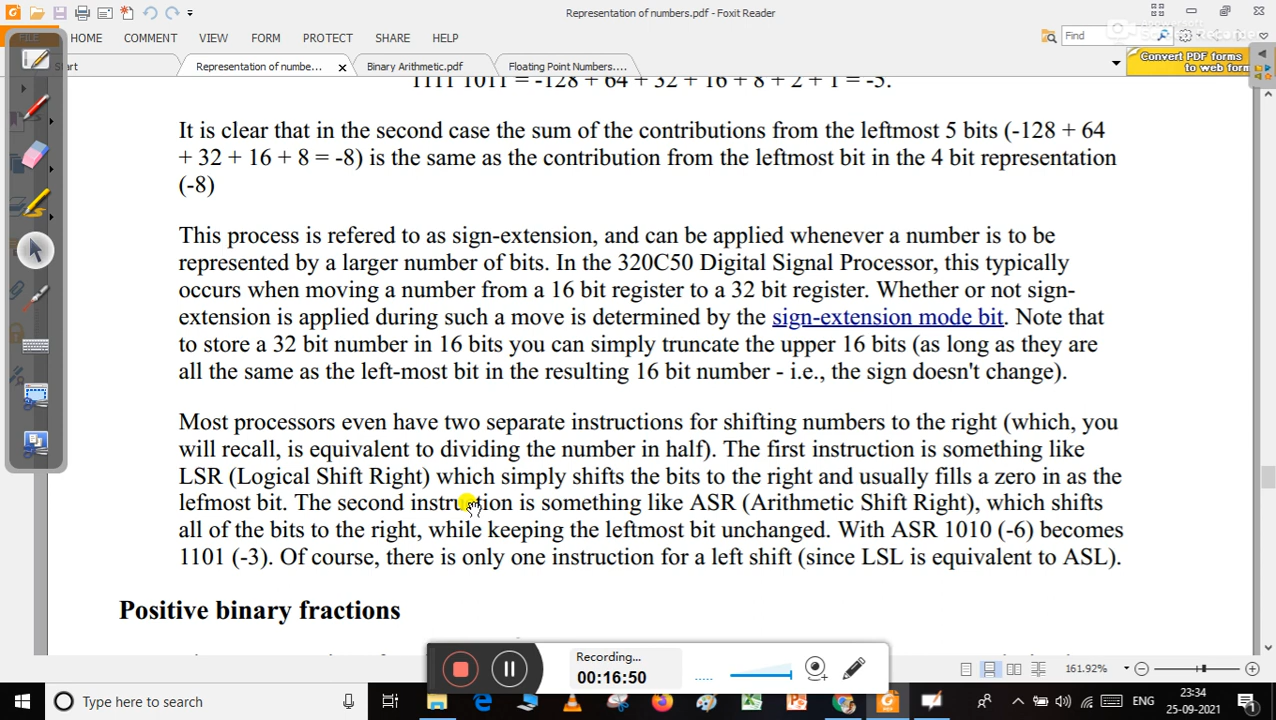 Representation of numbers.pdf - Foxit Reader
FILE HOME COMMENT VIEW FORM PROTECT SHARE HELP
Find
Representation of numbe... Binary Arithmetic.pdf Floating Point Numbers....
Convert PDF forms
to web form
1111 1011 = -128 + 64 + 32 + 16 + 8 + 2 + 1 = -5.
It is clear that in the second case the sum of the contributions from the leftmost 5 bits (-128 + 64
+ 32 + 16 + 8 = -8) is the same as the contribution from the leftmost bit in the 4 bit representation
(-8)
This process is refered to as sign-extension, and can be applied whenever a number is to be
represented by a larger number of bits. In the 320C50 Digital Signal Processor, this typically
occurs when moving a number from a 16 bit register to a 32 bit register. Whether or not sign-
extension is applied during such a move is determined by the sign-extension mode bit. Note that
to store a 32 bit number in 16 bits you can simply truncate the upper 16 bits (as long as they are
all the same as the left-most bit in the resulting 16 bit number - i.e., the sign doesn't change).
Most processors even have two separate instructions for shifting numbers to the right (which, you
will recall, is equivalent to dividing the number in half). The first instruction is something like
LSR (Logical Shift Right) which simply shifts the bits to the right and usually fills a zero in as the
lefmost bit. The second instruction is something like ASR (Arithmetic Shift Right), which shifts
all of the bits to the right, while keeping the leftmost bit unchanged. With ASR 1010 (-6) becomes
1101 (-3). Of course, there is only one instruction for a left shift (since LSL is equivalent to ASL).
Positive binary fractions
Recording...
00:16:50
161.92%
Type here to search
ENG
23:34
25-09-2021